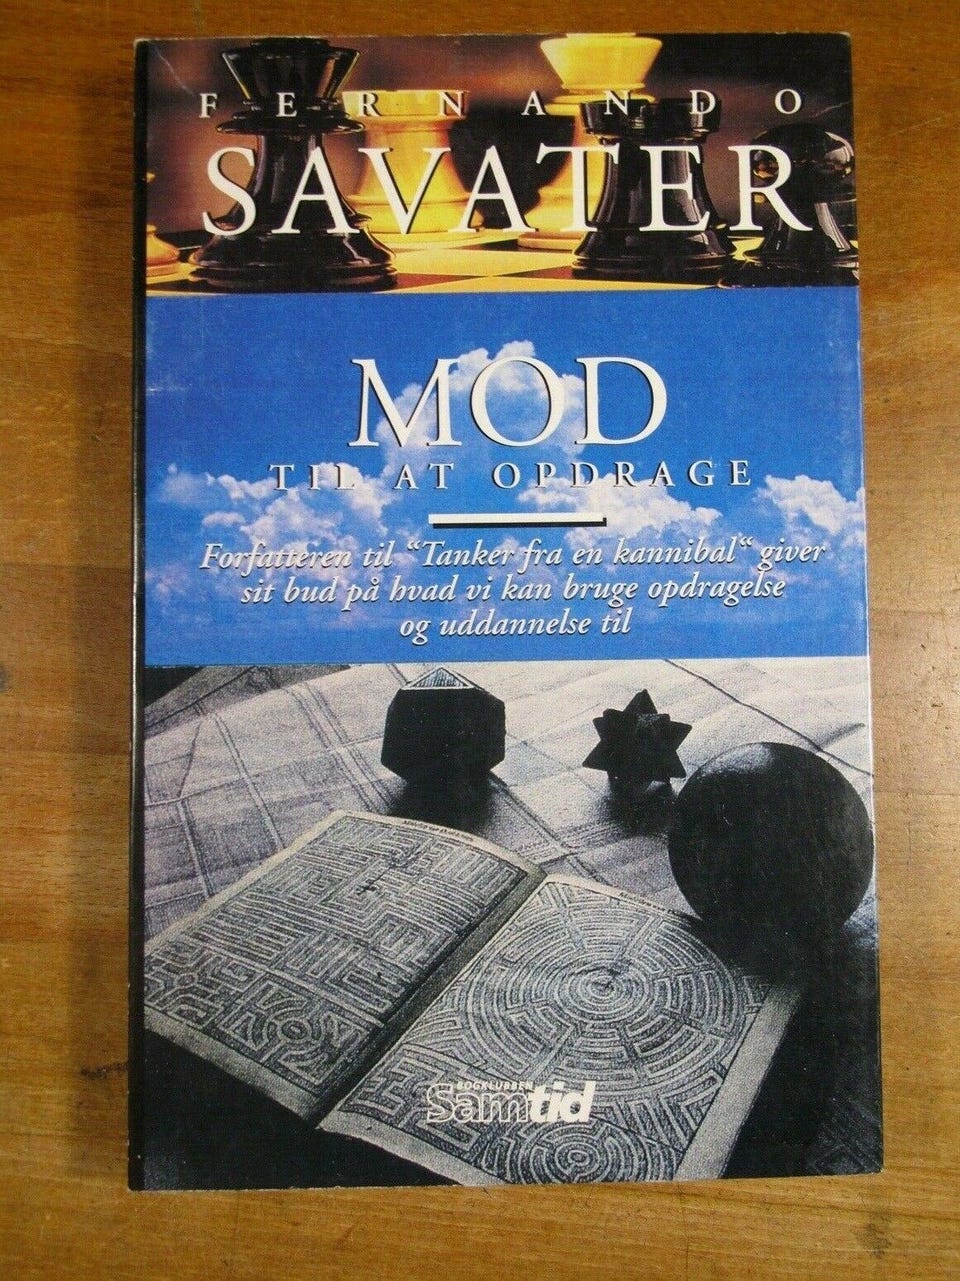 FERNANDO
SAVATER
MOD
TIL AT OPDRAGE
Forfatteren til “Tanker fra en kannibal“ giver
sit bud på hvad vi kan bruge opdragelse
og uddannelse til
BOGKLUBBEN
Samtid